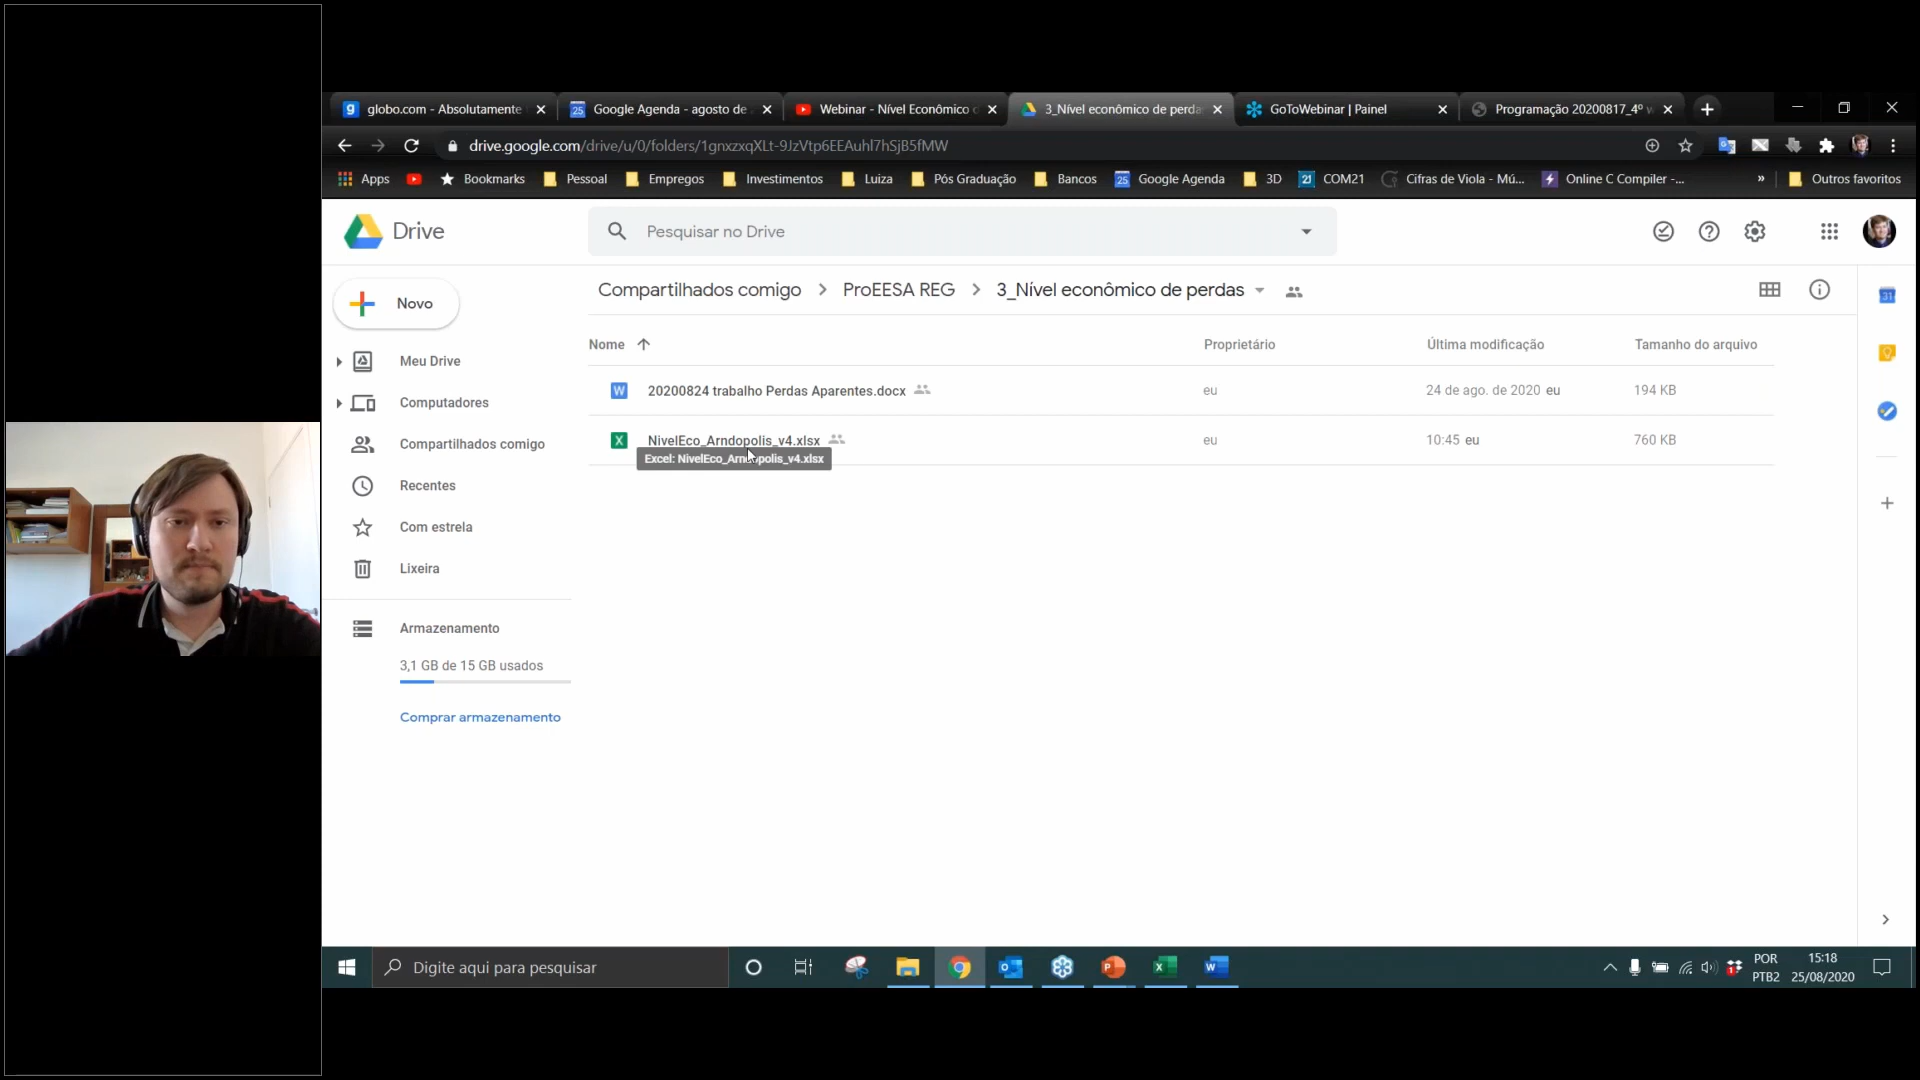 globo.com - Absolutamente
Google Agenda - agosto de
Webinar - Nível Econômico
3_Nível econômico de perdas
GoToWebinar | Painel
Programação 20200817_4º w
drive.google.com/drive/u/0/folders/1gnxzxqXLt-9JzVtp6EEAuhl7hSjB5fMW
Apps
Bookmarks
Pessoal
Empregos
Investimentos
Luiza
Pós Graduação
Bancos
25 Google Agenda
3D
21 COM21
Cifras de Viola - Mú...
Online C Compiler -...
»
Outros favoritos
Drive
Pesquisar no Drive
Novo
Compartilhados comigo > ProEESA REG > 3_Nível econômico de perdas
Nome
Proprietário
Última modificação
Tamanho do arquivo
20200824 trabalho Perdas Aparentes.docx
eu
24 de ago. de 2020 eu
194 KB
NivelEco_Arndopolis_v4.xlsx
eu
10:45 eu
760 KB
Excel: NivelEco_Arndopolis_v4.xlsx
Meu Drive
Computadores
Compartilhados comigo
Recentes
Com estrela
Lixeira
Armazenamento
3,1 GB de 15 GB usados
Comprar armazenamento
Digite aqui para pesquisar
POR
PTB2
15:18
25/08/2020